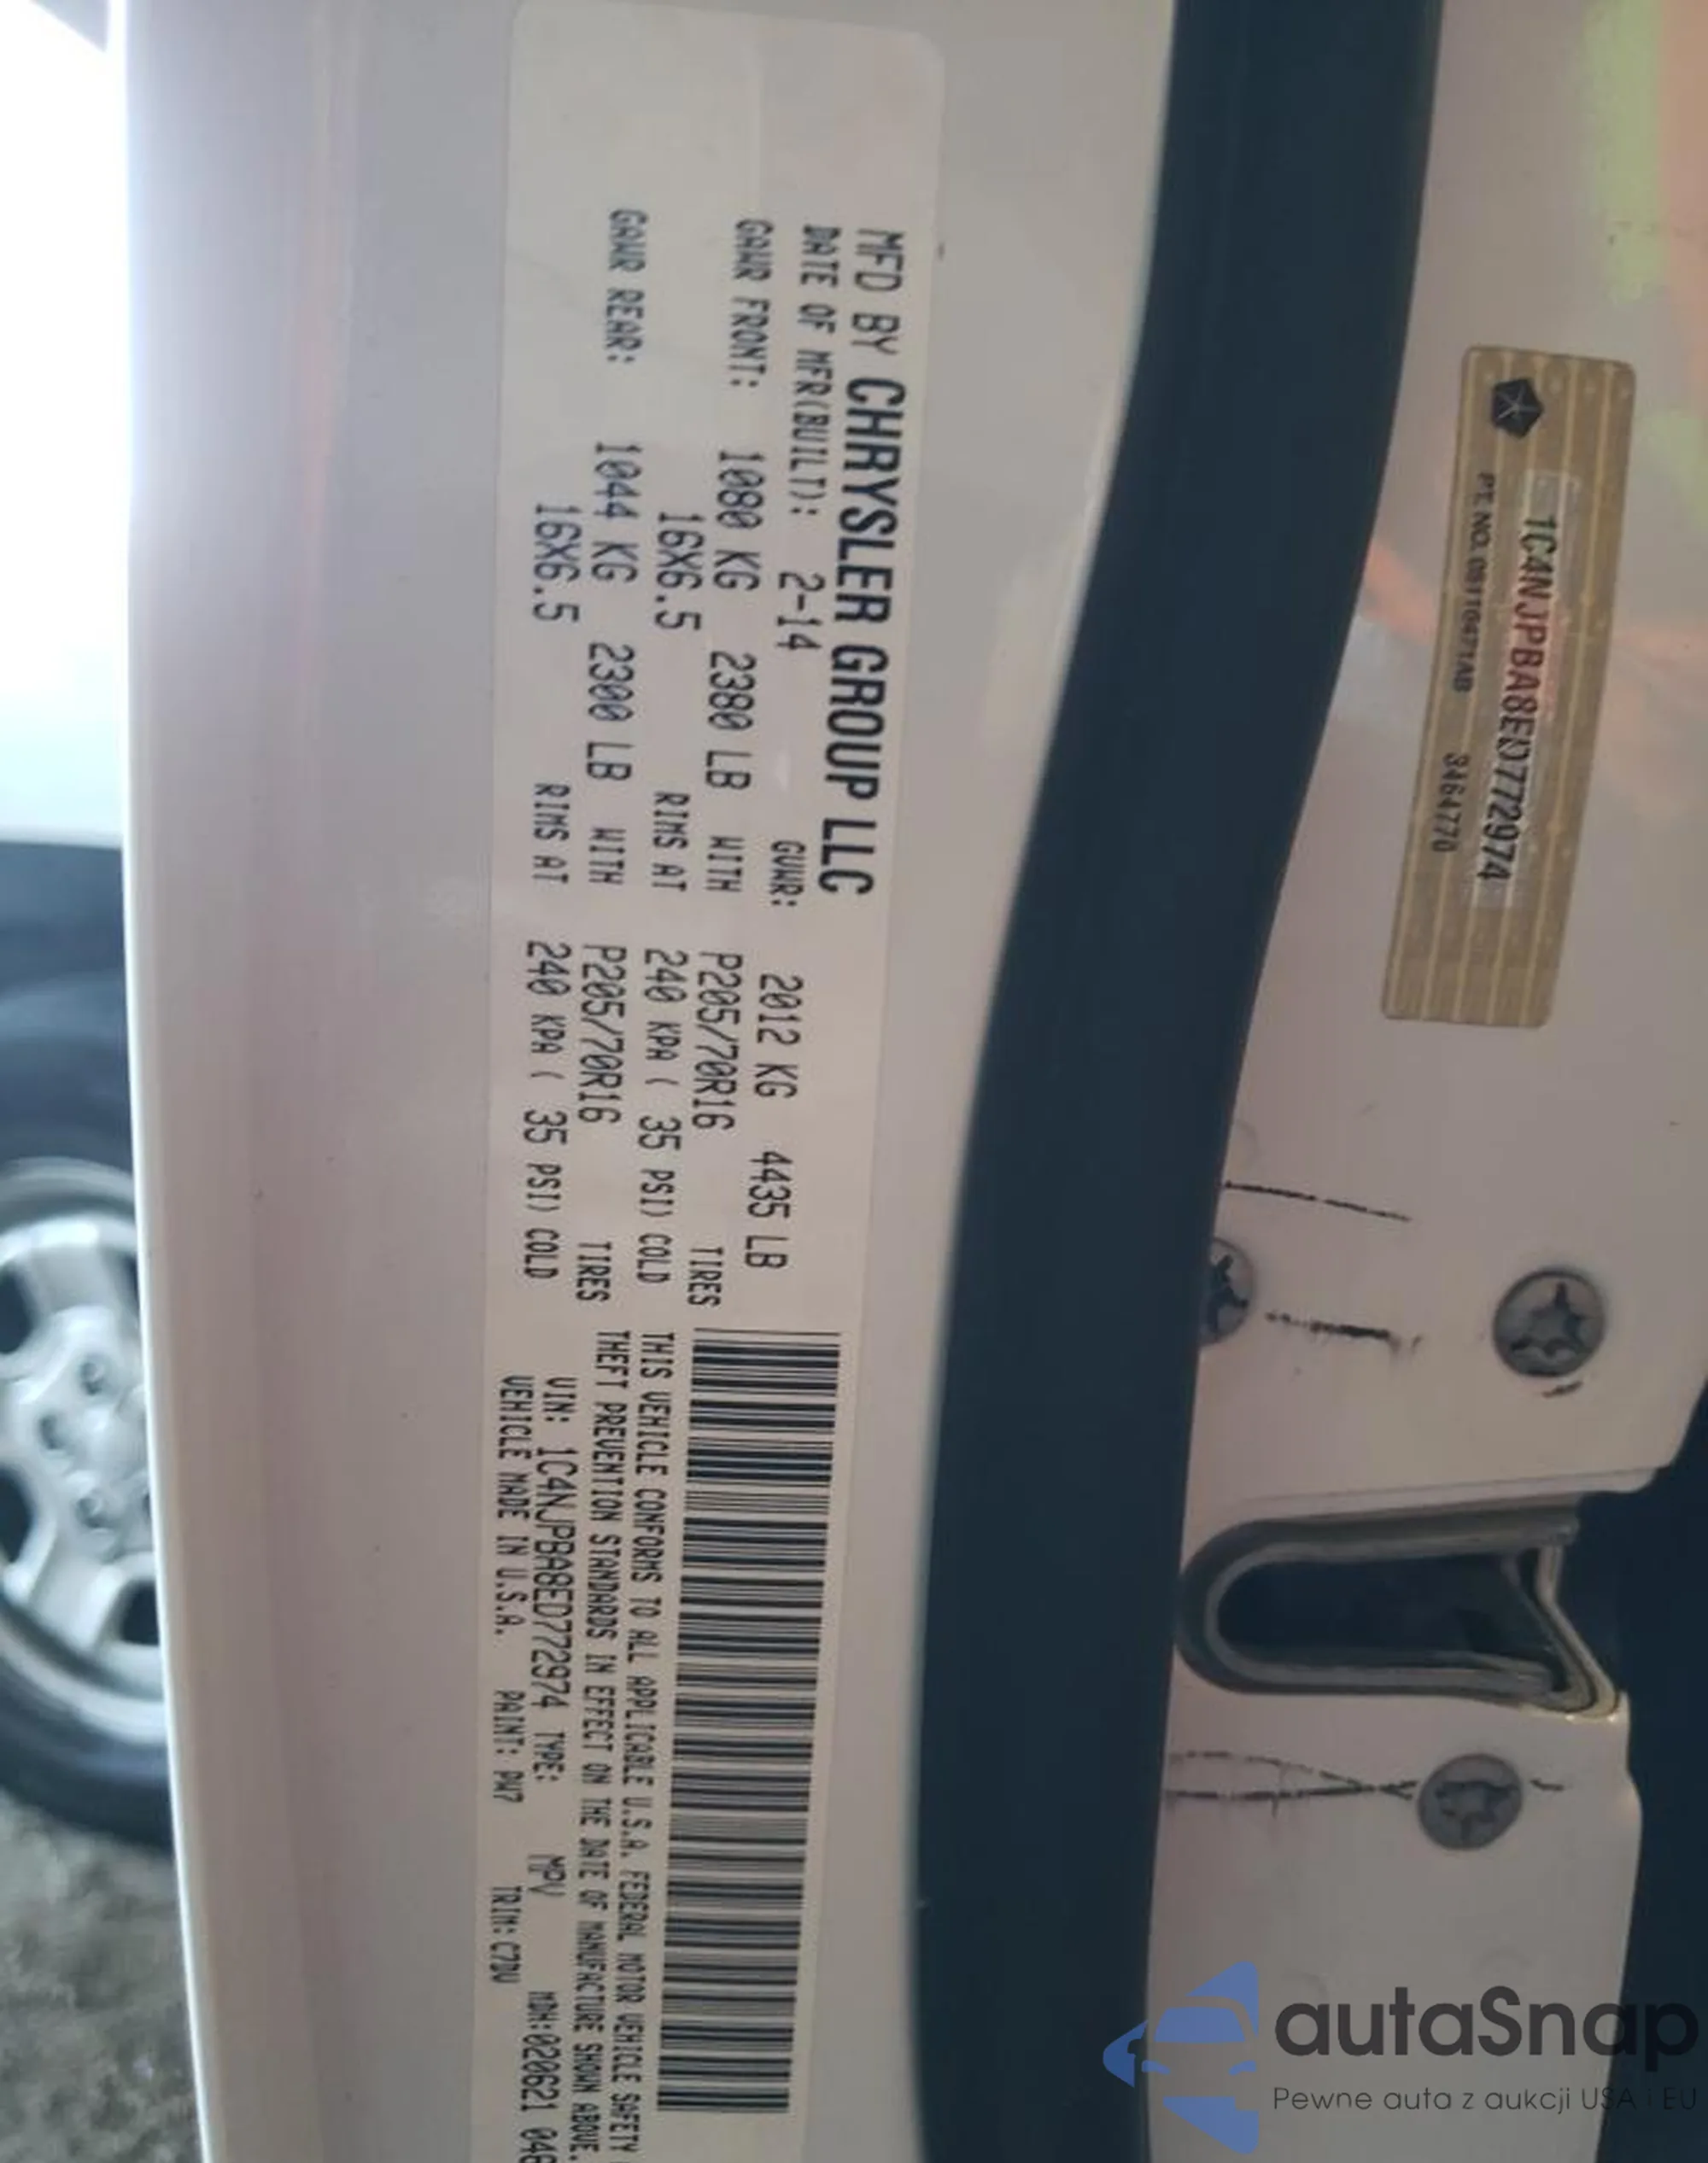 MFD BY CHRYSLER GROUP LLC
DATE OF MFR(BUILT): 2-14 GVWR: 2012 KG 4435 LB
GAWR FRONT: 1080 KG 2380 LB WITH P205/70R16 TIRES
16X6.5 RIMS AT 240 KPA ( 35 PSI) COLD
GAWR REAR: 1044 KG 2300 LB WITH P205/70R16 TIRES
16X6.5 RIMS AT 240 KPA ( 35 PSI) COLD
THIS VEHICLE CONFORMS TO ALL APPLICABLE U.S.A. FEDERAL MOTOR VEHICLE SAFETY
THEFT PREVENTION STANDARDS IN EFFECT ON THE DATE OF MANUFACTURE SHOWN ABOVE.
VIN: 1C4NJPBA8ED772974 TYPE: MPV MDH:020621 048
VEHICLE MADE IN U.S.A. PAINT: PW7 TRIM: C7DV
1C4NJPBA8ED772974
PT. NO. 05116471AB 3464770
autaSnap
Pewne auta z aukcji USA i EU